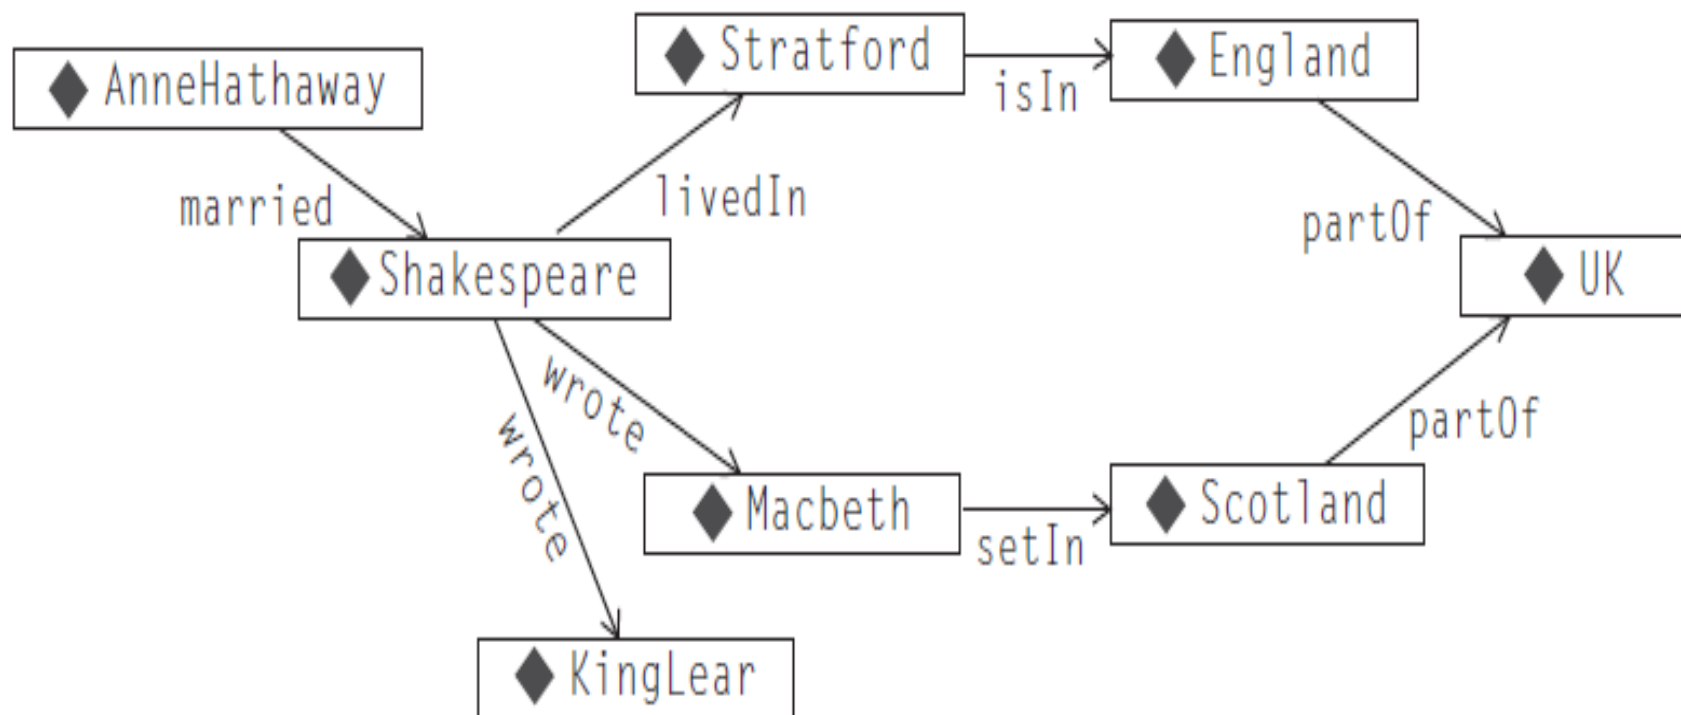 AnneHathaway
Stratford
England
isIn
married
livedIn
partOf
Shakespeare
UK
wrote
wrote
partOf
Macbeth
Scotland
setIn
KingLear